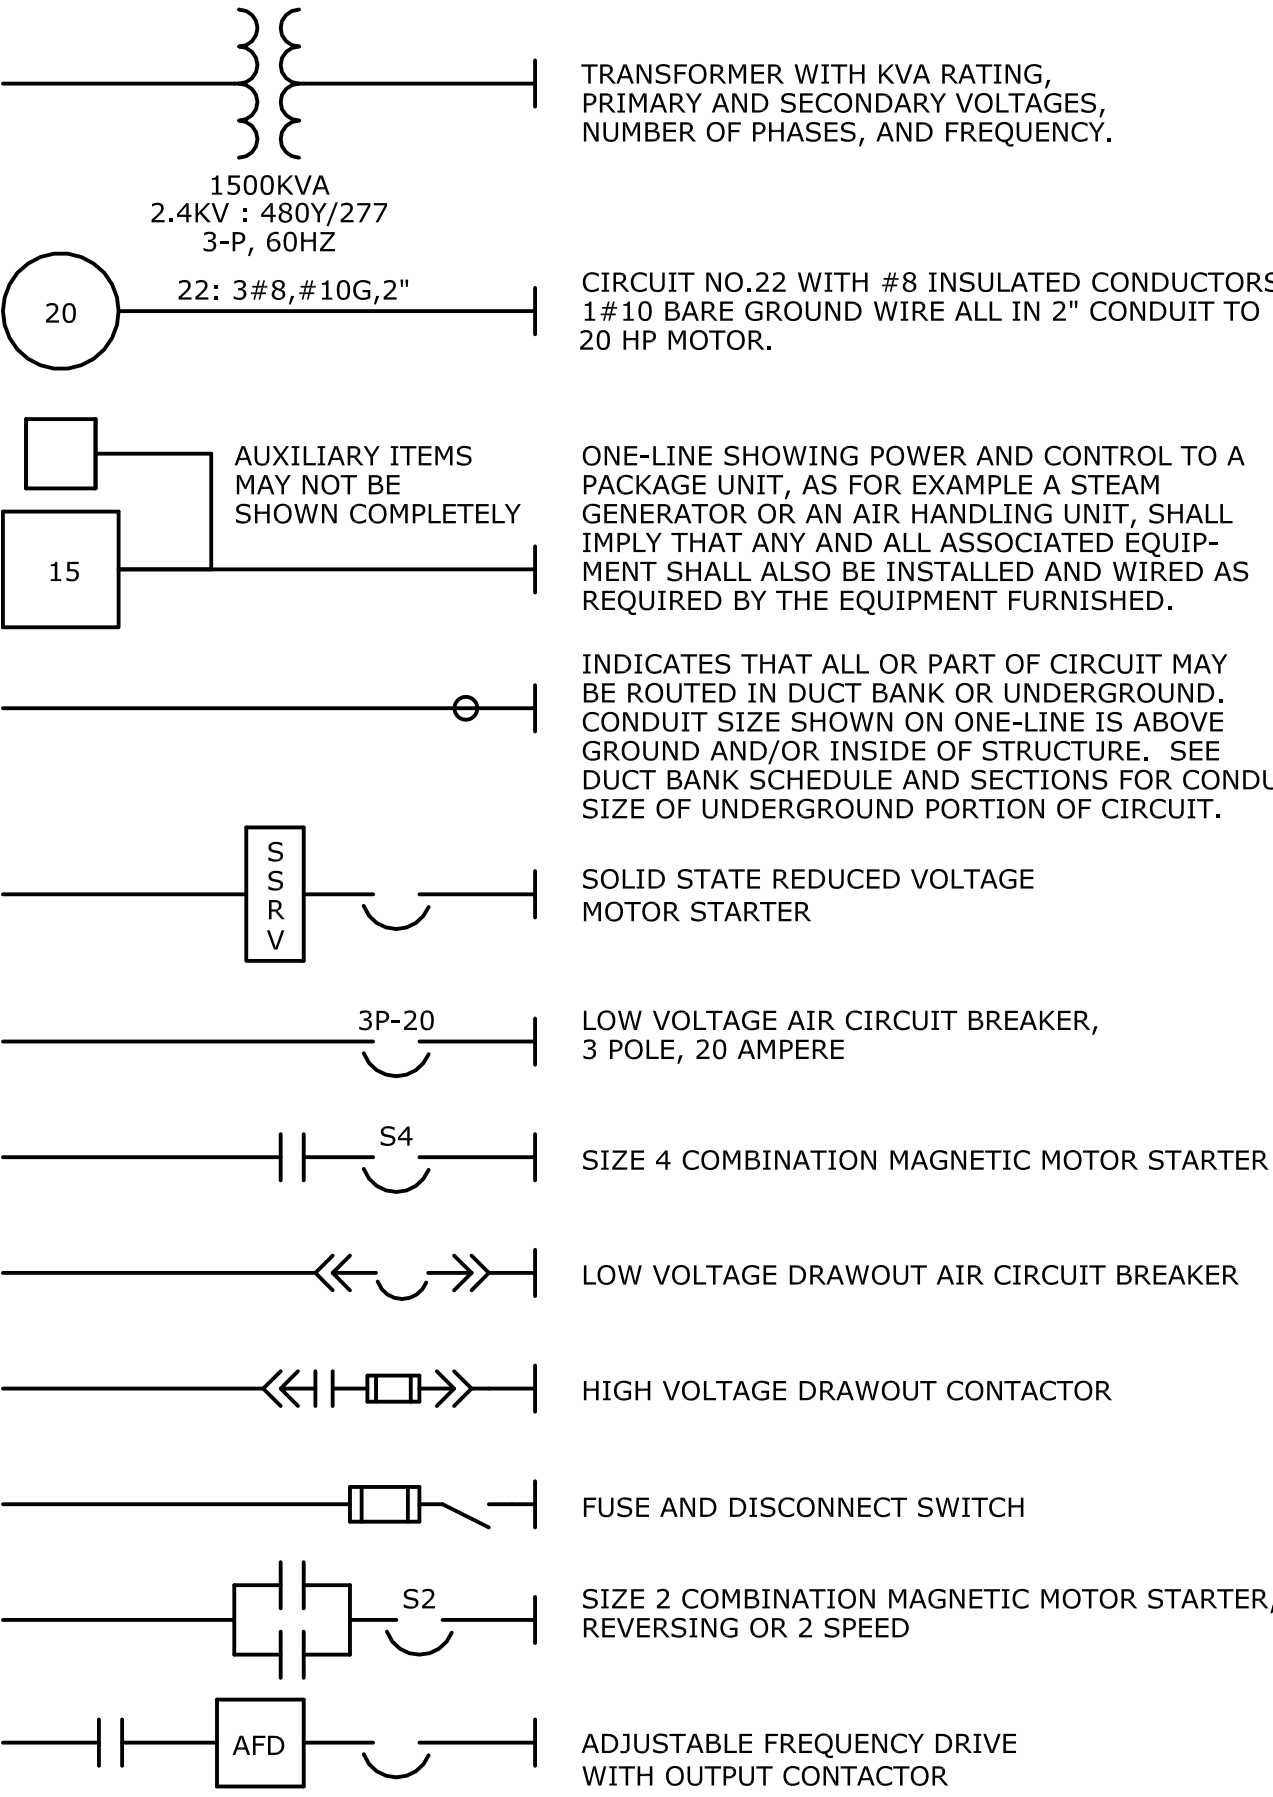 TRANSFORMER WITH KVA RATING,
PRIMARY AND SECONDARY VOLTAGES,
NUMBER OF PHASES, AND FREQUENCY.
1500KVA
2.4KV : 480Y/277
3-P, 60HZ
20
22: 3#8,#10G,2"
CIRCUIT NO.22 WITH #8 INSULATED CONDUCTORS
1#10 BARE GROUND WIRE ALL IN 2" CONDUIT TO
20 HP MOTOR.
AUXILIARY ITEMS
MAY NOT BE
SHOWN COMPLETELY
15
ONE-LINE SHOWING POWER AND CONTROL TO A
PACKAGE UNIT, AS FOR EXAMPLE A STEAM
GENERATOR OR AN AIR HANDLING UNIT, SHALL
IMPLY THAT ANY AND ALL ASSOCIATED EQUIP-
MENT SHALL ALSO BE INSTALLED AND WIRED AS
REQUIRED BY THE EQUIPMENT FURNISHED.
INDICATES THAT ALL OR PART OF CIRCUIT MAY
BE ROUTED IN DUCT BANK OR UNDERGROUND.
CONDUIT SIZE SHOWN ON ONE-LINE IS ABOVE
GROUND AND/OR INSIDE OF STRUCTURE. SEE
DUCT BANK SCHEDULE AND SECTIONS FOR CONDU
SIZE OF UNDERGROUND PORTION OF CIRCUIT.
S
S
R
V
SOLID STATE REDUCED VOLTAGE
MOTOR STARTER
3P-20
LOW VOLTAGE AIR CIRCUIT BREAKER,
3 POLE, 20 AMPERE
S4
SIZE 4 COMBINATION MAGNETIC MOTOR STARTER
LOW VOLTAGE DRAWOUT AIR CIRCUIT BREAKER
HIGH VOLTAGE DRAWOUT CONTACTOR
FUSE AND DISCONNECT SWITCH
S2
SIZE 2 COMBINATION MAGNETIC MOTOR STARTER,
REVERSING OR 2 SPEED
AFD
ADJUSTABLE FREQUENCY DRIVE
WITH OUTPUT CONTACTOR